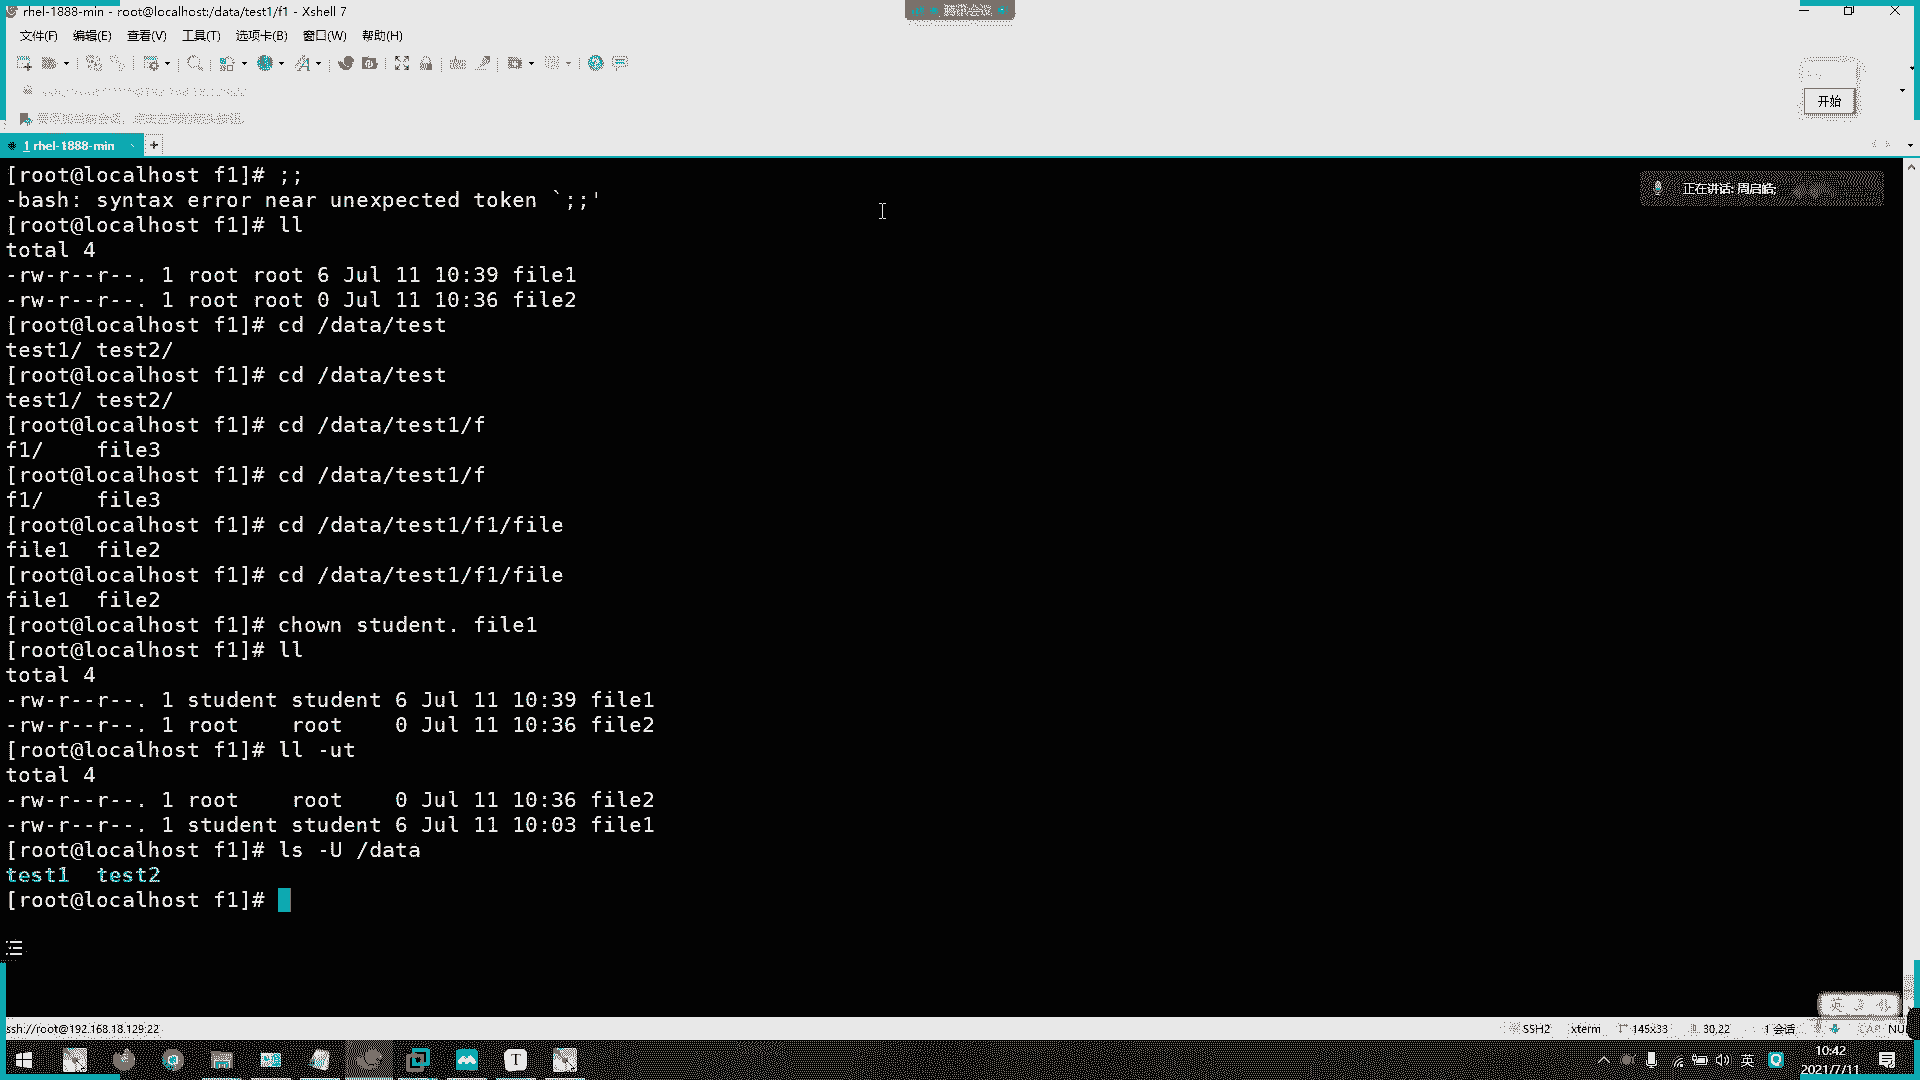 rhel-1888-min - root@localhost:/data/test1/f1 - Xshell 7
文件(F) 编辑(E) 查看(V) 工具(T) 选项卡(B) 窗口(W) 帮助(H)
开始
1 rhel-1888-min
+
正在讲话: 周启皓;
[root@localhost f1]# ;;
-bash: syntax error near unexpected token `;;'
[root@localhost f1]# ll
total 4
-rw-r--r--. 1 root root 6 Jul 11 10:39 file1
-rw-r--r--. 1 root root 0 Jul 11 10:36 file2
[root@localhost f1]# cd /data/test
test1/ test2/
[root@localhost f1]# cd /data/test
test1/ test2/
[root@localhost f1]# cd /data/test1/f
f1/    file3
[root@localhost f1]# cd /data/test1/f
f1/    file3
[root@localhost f1]# cd /data/test1/f1/file
file1  file2
[root@localhost f1]# cd /data/test1/f1/file
file1  file2
[root@localhost f1]# chown student. file1
[root@localhost f1]# ll
total 4
-rw-r--r--. 1 student student 6 Jul 11 10:39 file1
-rw-r--r--. 1 root    root    0 Jul 11 10:36 file2
[root@localhost f1]# ll -ut
total 4
-rw-r--r--. 1 root    root    0 Jul 11 10:36 file2
-rw-r--r--. 1 student student 6 Jul 11 10:03 file1
[root@localhost f1]# ls -U /data
test1  test2
[root@localhost f1]#
英
ssh://root@192.168.18.129:22
SSH2 xterm 145x33 30,22 1 会话 CAP NUM
T
英
10:42
2021/7/11